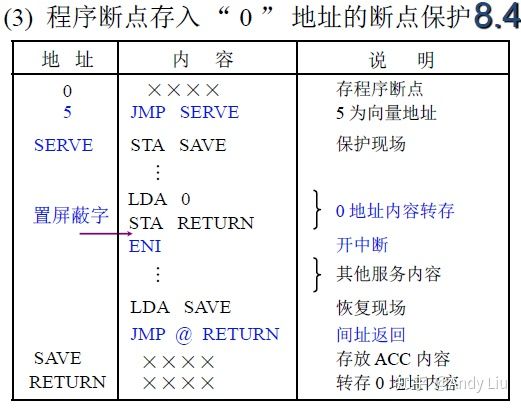 (3) 程序断点存入 “ 0 ” 地址的断点保护 8.4
地 址 内 容 说 明
0 ×××× 存程序断点
5 JMP SERVE 5 为向量地址
SERVE STA SAVE 保护现场
⋮
LDA 0
置屏蔽字 STA RETURN } 0 地址内容转存
ENI 开中断
⋮ } 其他服务内容
LDA SAVE 恢复现场
JMP @ RETURN 间址返回
SAVE ×××× 存放 ACC 内容
RETURN ×××× 转存 0 地址内容